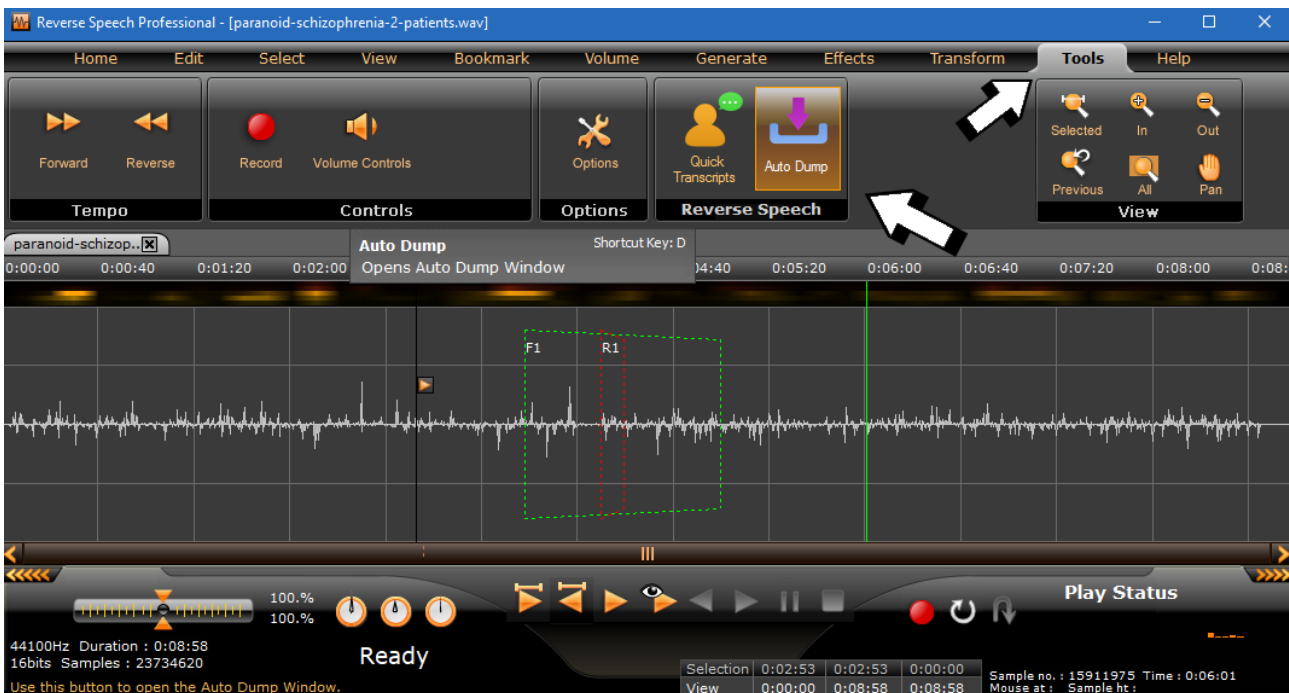 Reverse Speech Professional - [paranoid-schizophrenia-2-patients.wav]
Home Edit Select View Bookmark Volume Generate Effects Transform Tools Help
Forward Reverse
Tempo
Record Volume Controls
Controls
Options
Options
Quick
Transcripts
Auto Dump
Reverse Speech
Selected In Out
Previous All Pan
View
paranoid-schizop..
Auto Dump Shortcut Key: D
Opens Auto Dump Window
0:00:00 0:00:40 0:01:20 0:02:00 04:40 0:05:20 0:06:00 0:06:40 0:07:20 0:08:00 0:08:
F1 R1
100.%
100.%
44100Hz Duration : 0:08:58
16bits Samples : 23734620
Use this button to open the Auto Dump Window.
Ready
Play Status
Selection 0:02:53 0:02:53 0:00:00
View 0:00:00 0:08:58 0:08:58
Sample no. : 15911975 Time : 0:06:01
Mouse at : Sample ht :